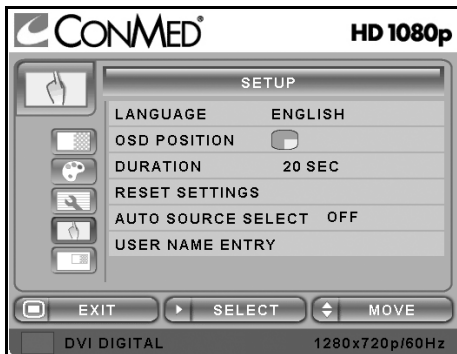 CONMED® HD 1080p
SETUP
LANGUAGE ENGLISH
OSD POSITION
DURATION 20 SEC
RESET SETTINGS
AUTO SOURCE SELECT OFF
USER NAME ENTRY
EXIT SELECT MOVE
DVI DIGITAL 1280x720p/60Hz